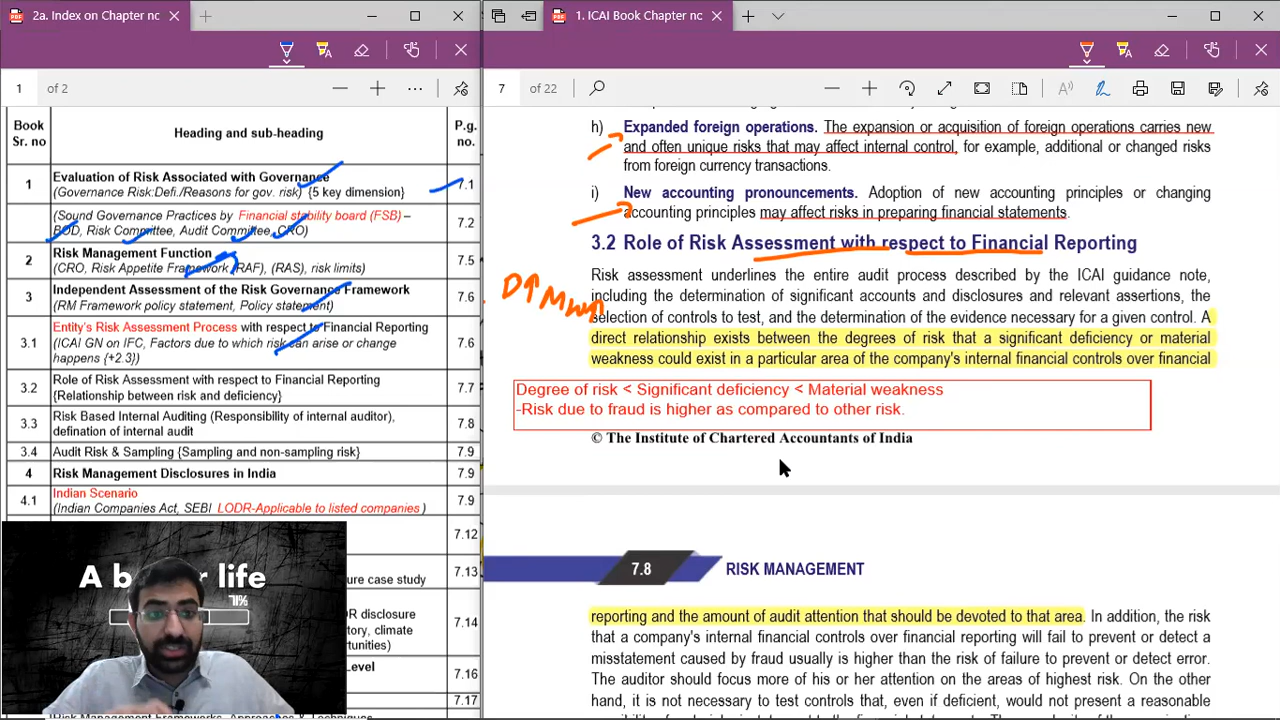 2a. Index on Chapter nc
1. ICAI Book Chapter nc
1 of 2
7 of 22
Book Sr. no
Heading and sub-heading
P.g. no.
1
Evaluation of Risk Associated with Governance
(Governance Risk:Defi./Reasons for gov. risk) {5 key dimension}
7.1
(Sound Governance Practices by Financial stability board (FSB) –
BOD, Risk Committee, Audit Committee, CRO)
7.2
2
Risk Management Function
(CRO, Risk Appetite Framework (RAF), (RAS), risk limits)
7.5
3
Independent Assessment of the Risk Governance Framework
(RM Framework policy statement, Policy statement)
7.6
3.1
Entity's Risk Assessment Process with respect to Financial Reporting
(ICAI GN on IFC, Factors due to which risk can arise or change
happens {+2.3})
7.6
3.2
Role of Risk Assessment with respect to Financial Reporting
{Relationship between risk and deficiency}
7.7
3.3
Risk Based Internal Auditing (Responsibility of internal auditor),
defination of internal audit
7.8
3.4
Audit Risk & Sampling {Sampling and non-sampling risk}
7.9
4
Risk Management Disclosures in India
7.9
4.1
Indian Scenario
(Indian Companies Act, SEBI LODR-Applicable to listed companies)
7.9
7.12
ure case study
7.13
R disclosure
tory, climate
rtunities)
7.14
Level
7.16
7.17
A b r life
71%
h) Expanded foreign operations. The expansion or acquisition of foreign operations carries new
and often unique risks that may affect internal control, for example, additional or changed risks
from foreign currency transactions.
i) New accounting pronouncements. Adoption of new accounting principles or changing
accounting principles may affect risks in preparing financial statements.
3.2 Role of Risk Assessment with respect to Financial Reporting
Risk assessment underlines the entire audit process described by the ICAI guidance note,
including the determination of significant accounts and disclosures and relevant assertions, the
selection of controls to test, and the determination of the evidence necessary for a given control. A
direct relationship exists between the degrees of risk that a significant deficiency or material
weakness could exist in a particular area of the company's internal financial controls over financial
Degree of risk < Significant deficiency < Material weakness
-Risk due to fraud is higher as compared to other risk.
© The Institute of Chartered Accountants of India
7.8 RISK MANAGEMENT
reporting and the amount of audit attention that should be devoted to that area. In addition, the risk
that a company's internal financial controls over financial reporting will fail to prevent or detect a
misstatement caused by fraud usually is higher than the risk of failure to prevent or detect error.
The auditor should focus more of his or her attention on the areas of highest risk. On the other
hand, it is not necessary to test controls that, even if deficient, would not present a reasonable